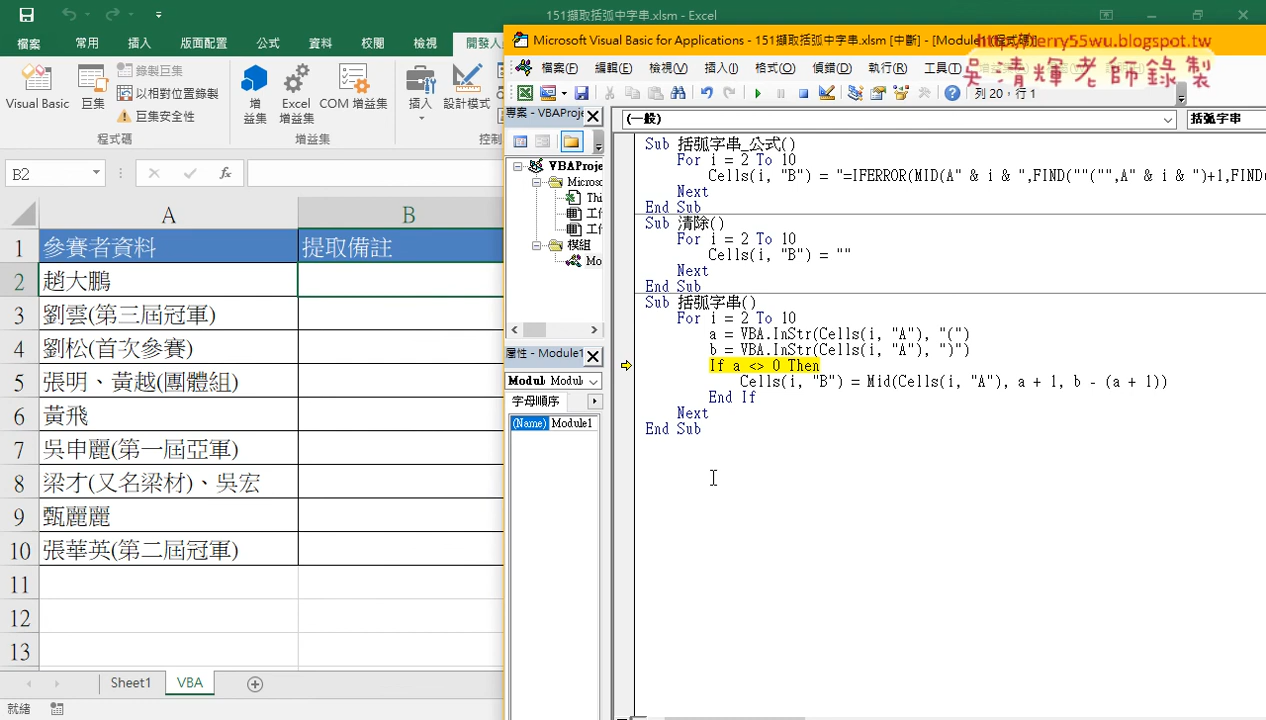 151擷取括弧中字串.xlsm - Excel
檔案 常用 插入 版面配置 公式 資料 校閱 檢視 開發人
Visual Basic 巨集 錄製巨集 以相對位置錄製 巨集安全性 增益集 Excel 增益集 COM 增益集 插入 設計模式
程式碼 增益集 控制
B2
A B
1 參賽者資料 提取備註
2 趙大鵬
3 劉雲(第三屆冠軍)
4 劉松(首次參賽)
5 張明、黃越(團體組)
6 黃飛
7 吳申麗(第一屆亞軍)
8 梁才(又名梁材)、吳宏
9 甄麗麗
10 張華英(第二屆冠軍)
11
12
13
Sheet1 VBA
就緒
Microsoft Visual Basic for Applications - 151擷取括弧中字串.xlsm [中斷] - [Module
http://terry55wu.blogspot.tw
吳清輝老師錄製
檔案(F) 編輯(E) 檢視(V) 插入(I) 格式(O) 偵錯(D) 執行(R) 工具(T)
列 20, 行 1
專案 - VBAProje
VBAProje
Microso
Thi
工作
工作
模組
Mo
屬性 - Module1
Modul Modul
字母順序
(Name) Module1
(一般) 括弧字串
Sub 括弧字串_公式()
For i = 2 To 10
Cells(i, "B") = "=IFERROR(MID(A" & i & ",FIND(""("",A" & i & ")+1,FIND(
Next
End Sub
Sub 清除()
For i = 2 To 10
Cells(i, "B") = ""
Next
End Sub
Sub 括弧字串()
For i = 2 To 10
a = VBA.InStr(Cells(i, "A"), "(")
b = VBA.InStr(Cells(i, "A"), ")")
If a <> 0 Then
Cells(i, "B") = Mid(Cells(i, "A"), a + 1, b - (a + 1))
End If
Next
End Sub